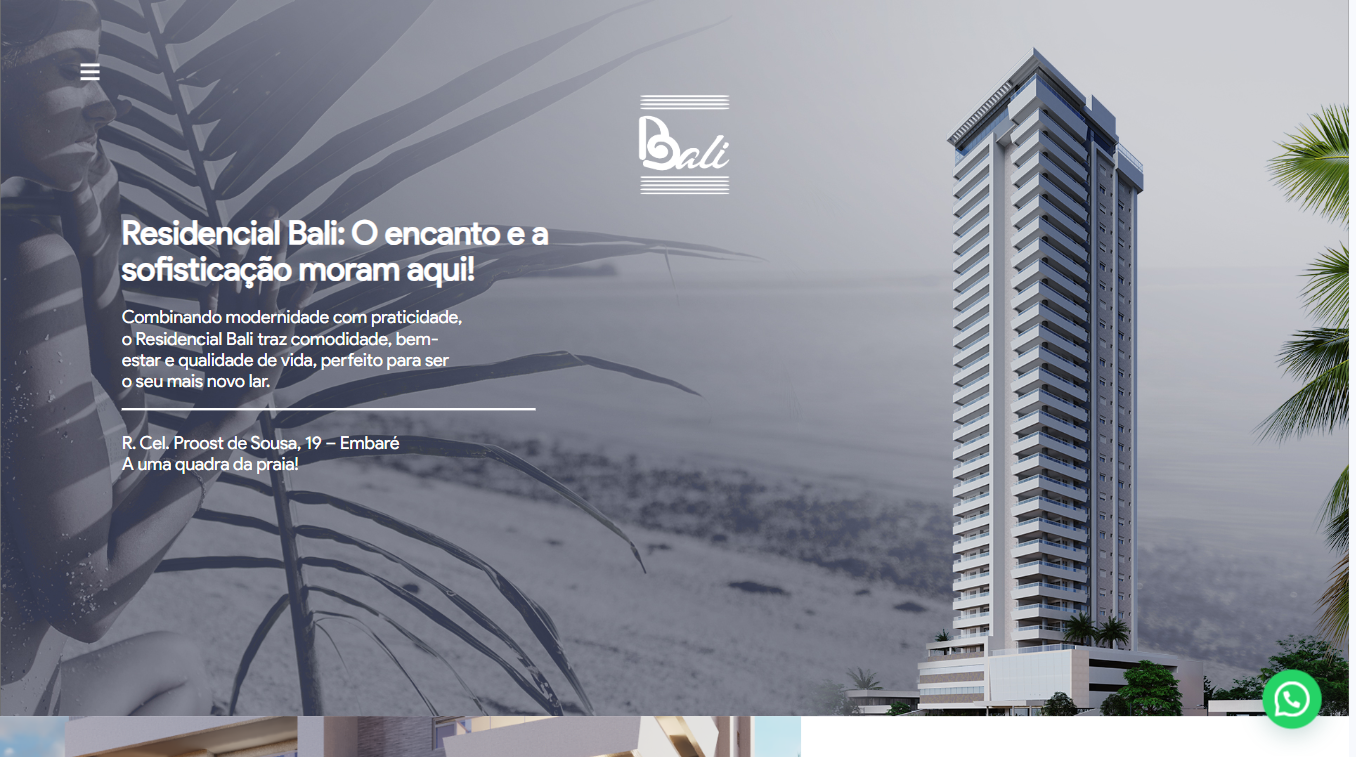 Bali
Residencial Bali: O encanto e a
sofisticação moram aqui!
Combinando modernidade com praticidade,
o Residencial Bali traz comodidade, bem-
estar e qualidade de vida, perfeito para ser
o seu mais novo lar.
R. Cel. Proost de Sousa, 19 – Embaré
A uma quadra da praia!